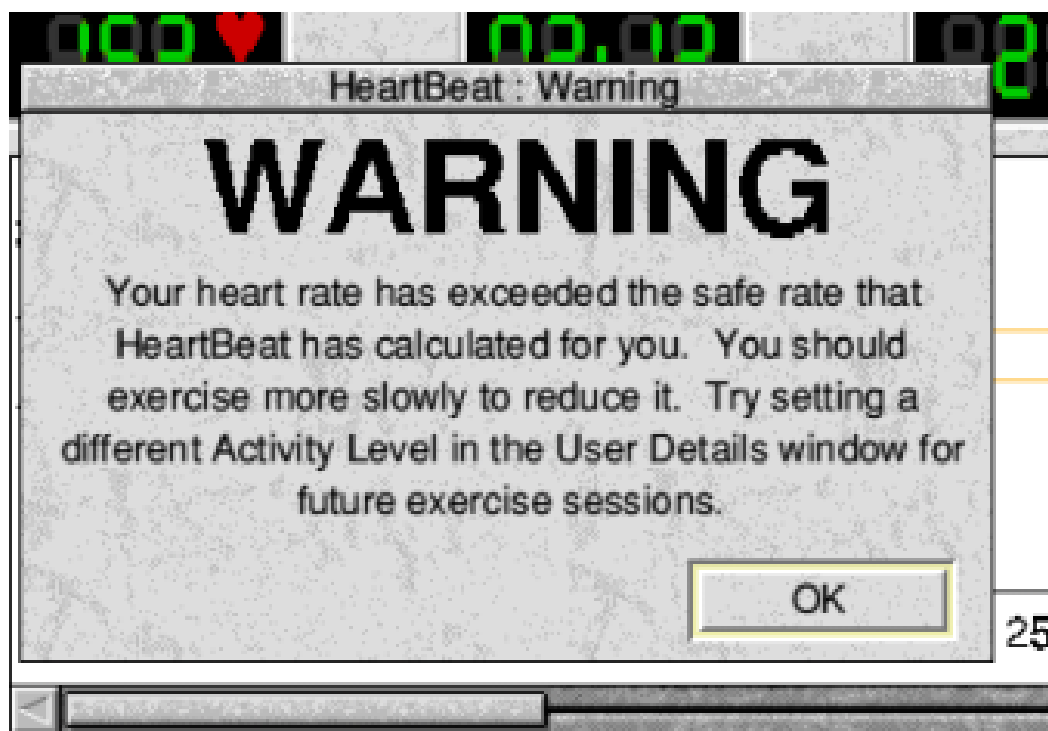 HeartBeat : Warning
WARNING
Your heart rate has exceeded the safe rate that
HeartBeat has calculated for you. You should
exercise more slowly to reduce it. Try setting a
different Activity Level in the User Details window for
future exercise sessions.
OK
25